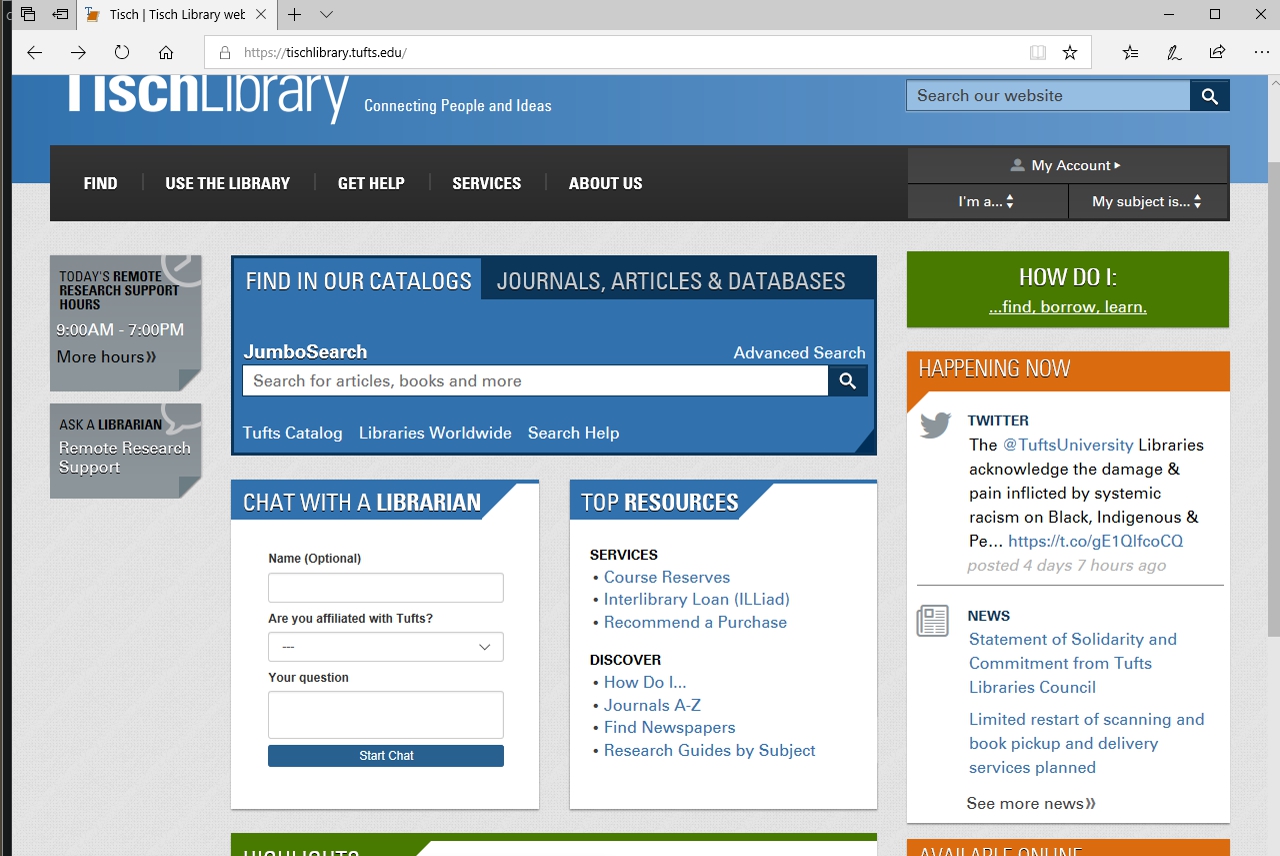 Tisch | Tisch Library web
https://tischlibrary.tufts.edu/
TischLibrary
Connecting People and Ideas
Search our website
FIND
USE THE LIBRARY
GET HELP
SERVICES
ABOUT US
My Account
I'm a...
My subject is...
TODAY'S REMOTE
RESEARCH SUPPORT
HOURS
9:00AM - 7:00PM
More hours»
ASK A LIBRARIAN
Remote Research
Support
FIND IN OUR CATALOGS
JOURNALS, ARTICLES & DATABASES
JumboSearch
Advanced Search
Search for articles, books and more
Tufts Catalog
Libraries Worldwide
Search Help
CHAT WITH A LIBRARIAN
Name (Optional)
Are you affiliated with Tufts?
---
Your question
Start Chat
TOP RESOURCES
SERVICES
• Course Reserves
• Interlibrary Loan (ILLiad)
• Recommend a Purchase
DISCOVER
• How Do I...
• Journals A-Z
• Find Newspapers
• Research Guides by Subject
HOW DO I:
...find, borrow, learn.
HAPPENING NOW
TWITTER
The @TuftsUniversity Libraries
acknowledge the damage &
pain inflicted by systemic
racism on Black, Indigenous &
Pe... https://t.co/gE1QlfcoCQ
posted 4 days 7 hours ago
NEWS
Statement of Solidarity and
Commitment from Tufts
Libraries Council
Limited restart of scanning and
book pickup and delivery
services planned
See more news»
HIGHLIGHTS
AVAILABLE ONLINE